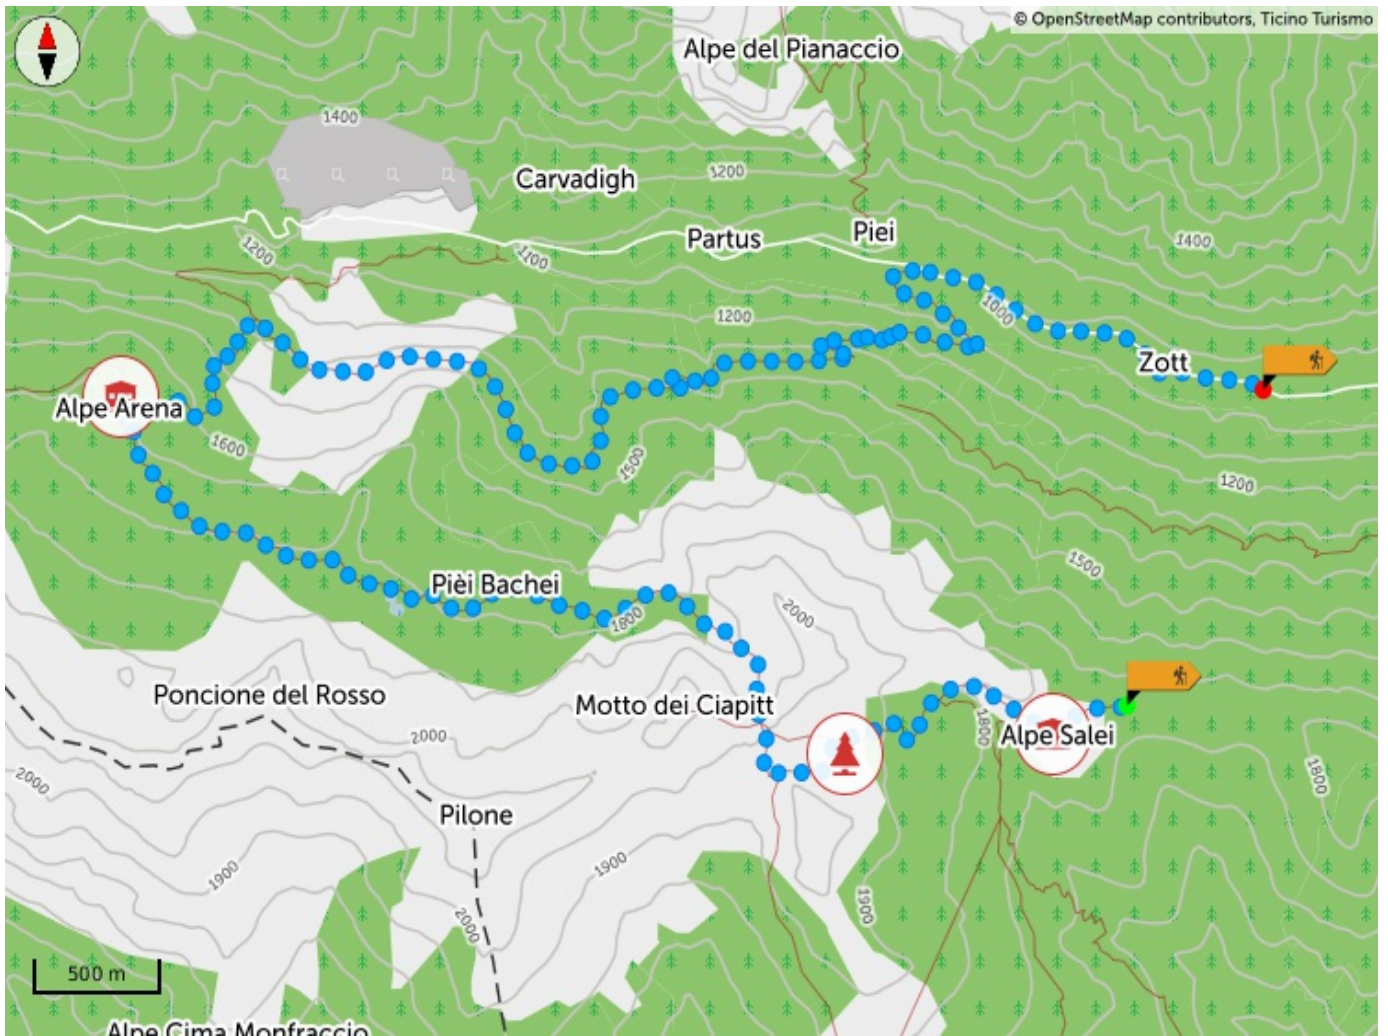 © OpenStreetMap contributors, Ticino Turismo
Alpe del Pianaccio
1400
1200
Carvadigh
Piei
Partus
1400
1200
1100
1000
1200
Zott
Alpe Arena
1600
1500
1200
1500
Pièi Bachei
1800
2000
Poncione del Rosso
Motto dei Ciapitt
1800
Alpe Salei
2000
2000
1800
Pilone
1900
1900
1900
2000
500 m
Alpe Cima Monfraccio